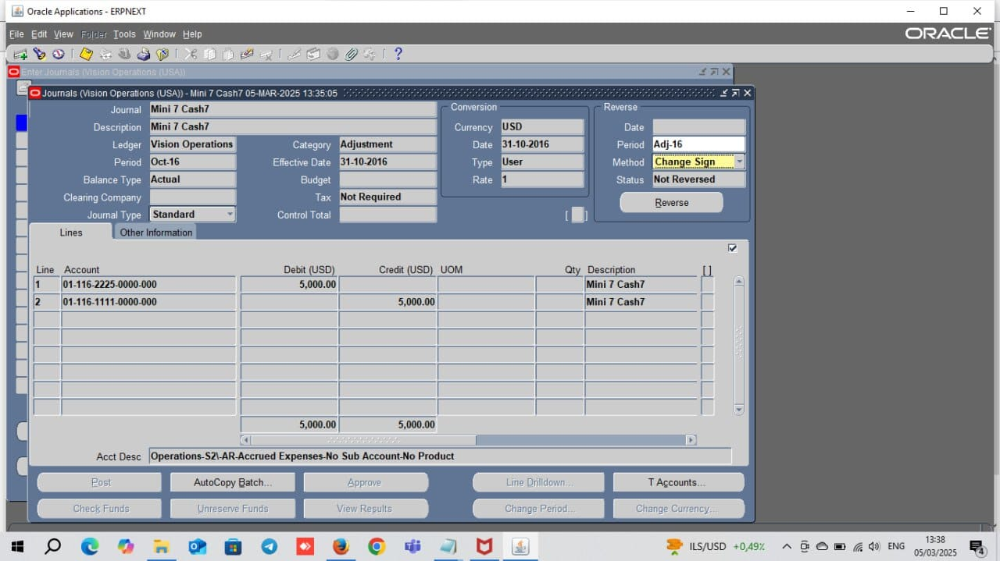 Oracle Applications - ERPNEXT
File Edit View Folder Tools Window Help
ORACLE
Enter Journals (Vision Operations (USA))
Journals (Vision Operations (USA)) - Mini 7 Cash7 05-MAR-2025 13:35:05
Journal Mini 7 Cash7
Description Mini 7 Cash7
Ledger Vision Operations Category Adjustment
Period Oct-16 Effective Date 31-10-2016
Balance Type Actual Budget
Clearing Company Tax Not Required
Journal Type Standard Control Total
Conversion
Currency USD
Date 31-10-2016
Type User
Rate 1
Reverse
Date
Period Adj-16
Method Change Sign
Status Not Reversed
Reverse
[ ]
Lines Other Information
Line Account Debit (USD) Credit (USD) UOM Qty Description [ ]
1 01-116-2225-0000-000 5,000.00 Mini 7 Cash7
2 01-116-1111-0000-000 5,000.00 Mini 7 Cash7
5,000.00 5,000.00
Acct Desc Operations-S2\-AR-Accrued Expenses-No Sub Account-No Product
Post AutoCopy Batch... Approve Line Drilldown... T Accounts...
Check Funds Unreserve Funds View Results Change Period... Change Currency...
ILS/USD +0,49% ENG 13:38
05/03/2025 4